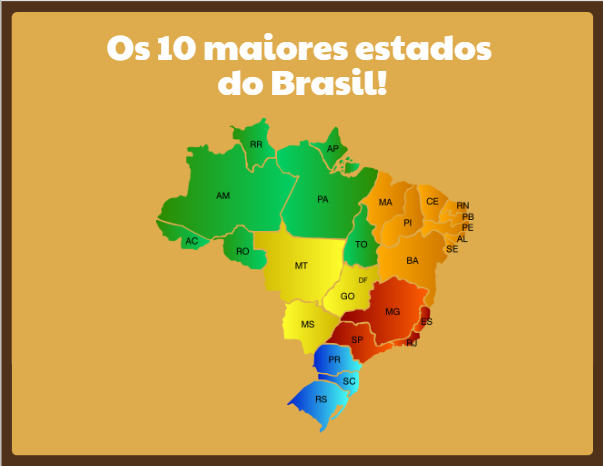 Os 10 maiores estados
do Brasil!
RR
AP
AM
PA
MA
CE
RN
PB
PI
PE
AC
AL
TO
SE
RO
BA
MT
DF
GO
MG
MS
ES
SP
RJ
PR
SC
RS